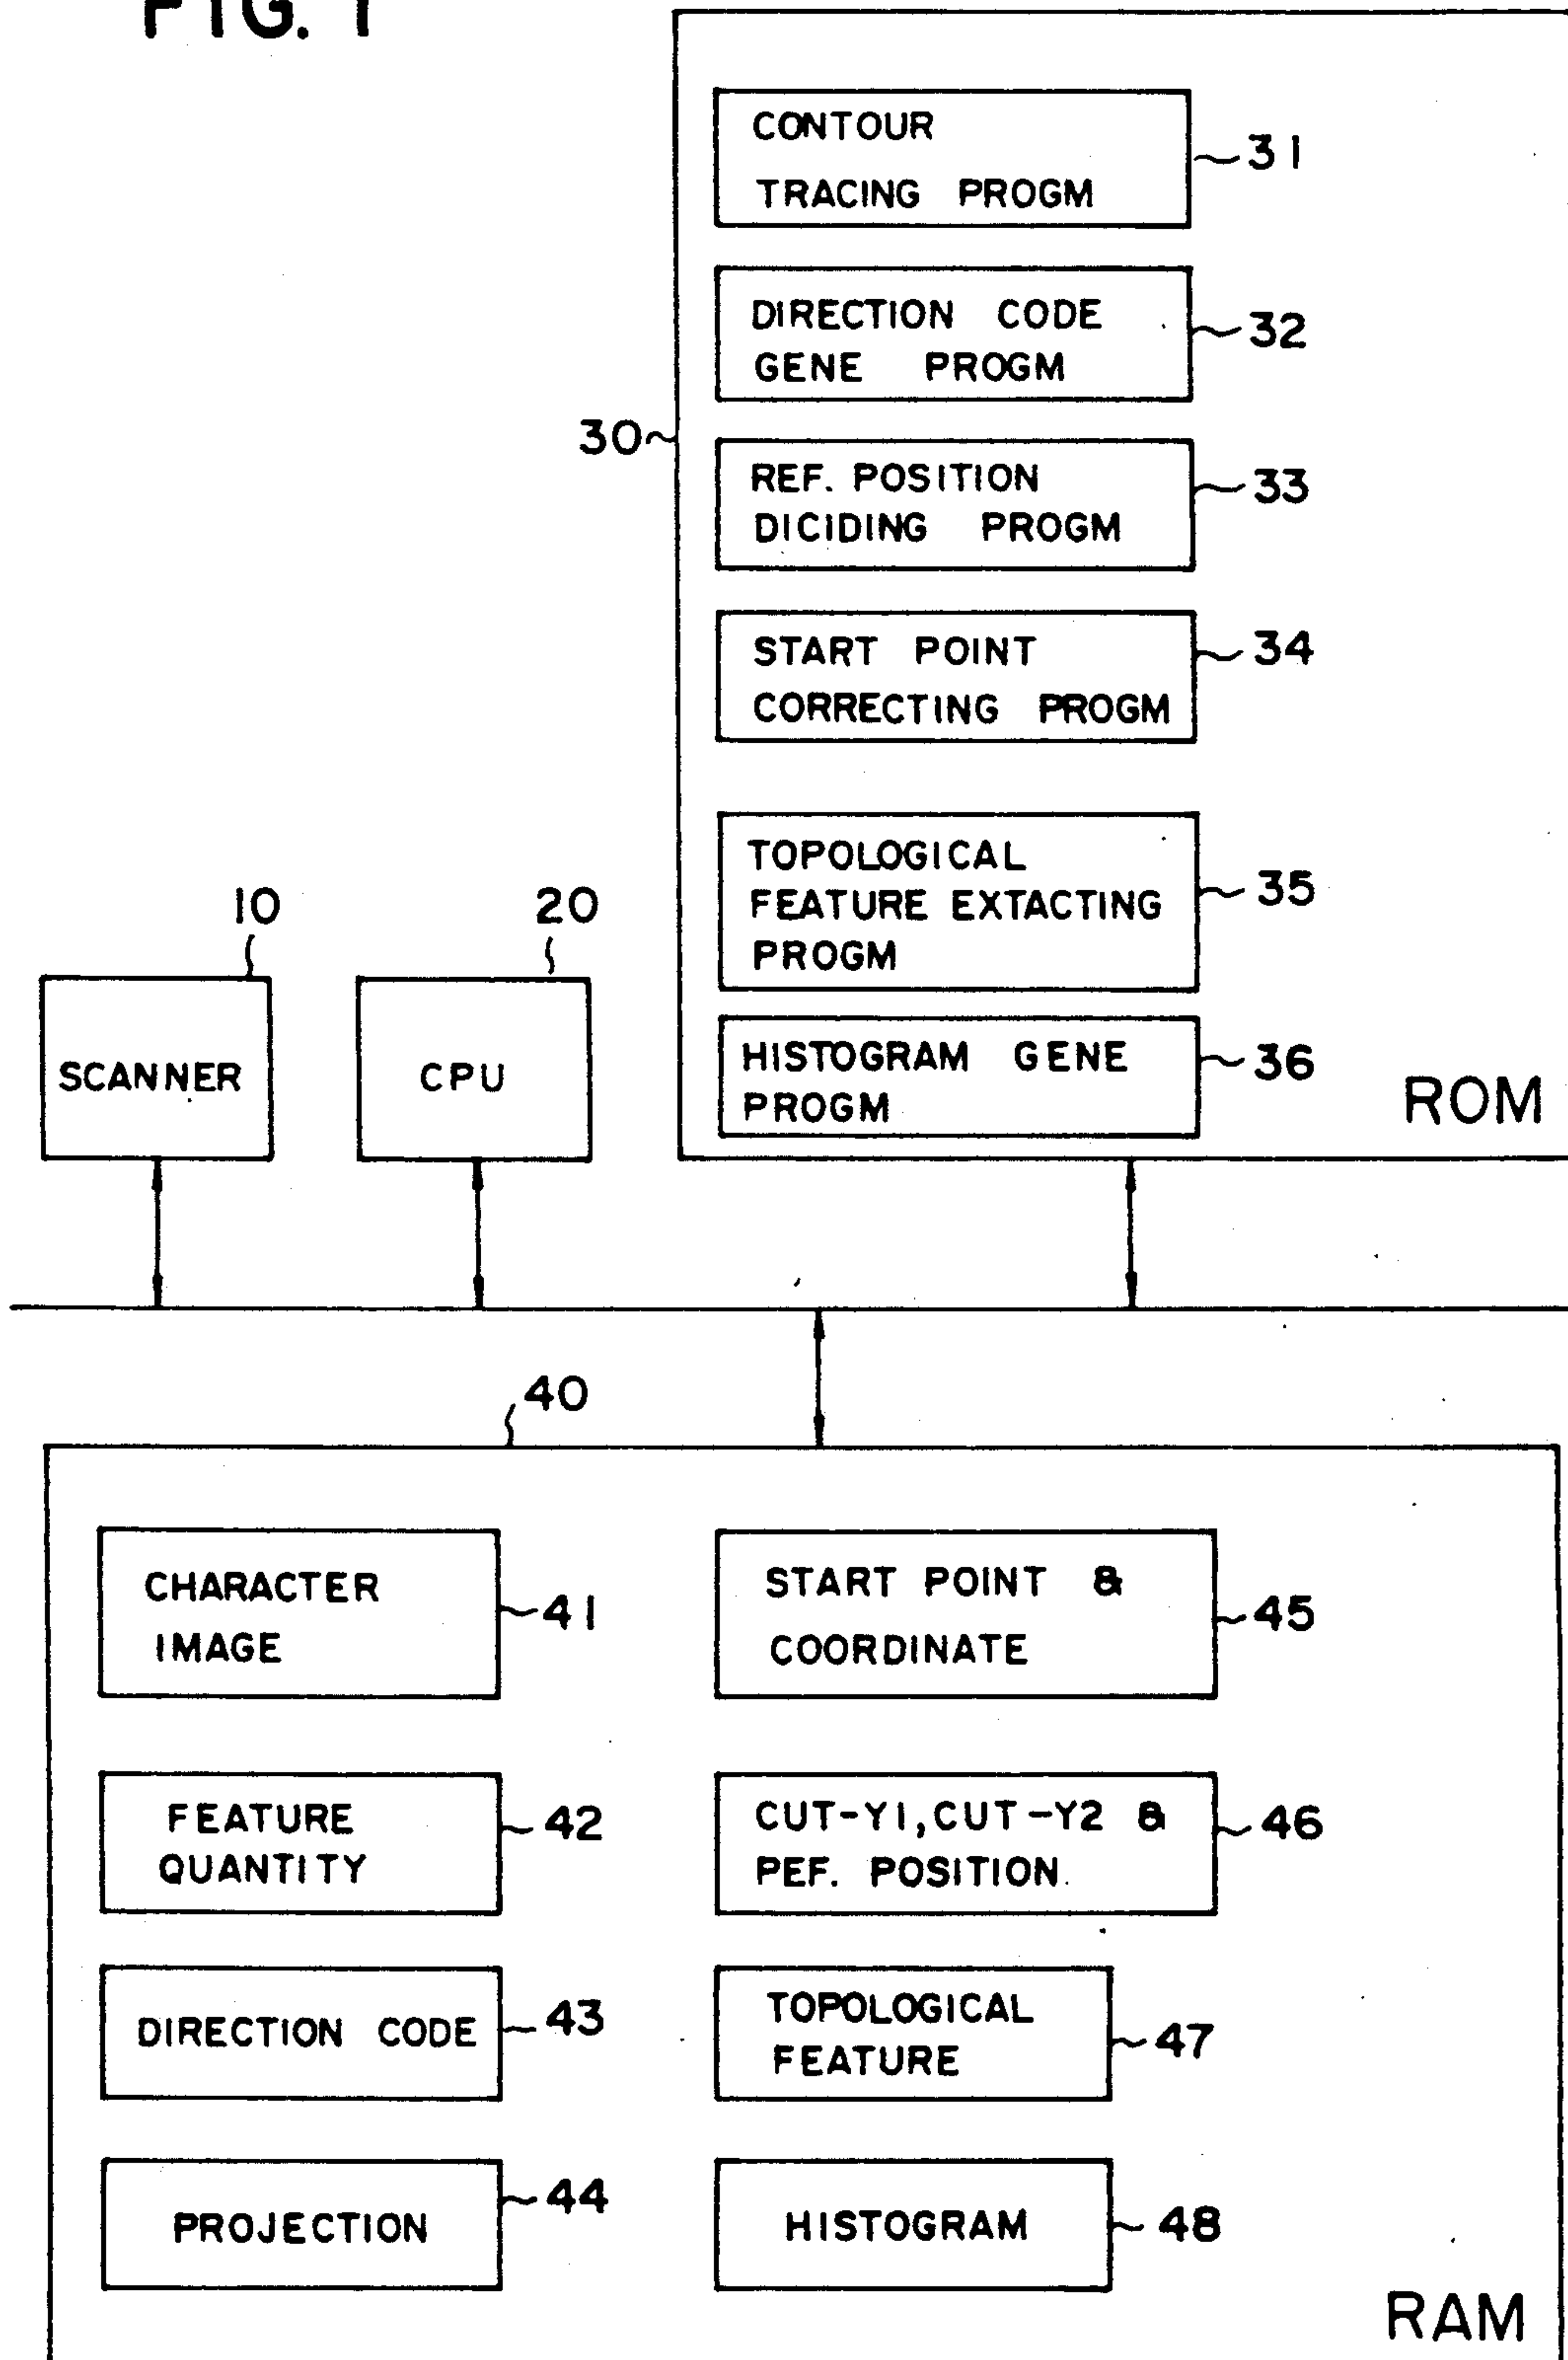 FIG. 1
CONTOUR
TRACING PROGM
31
DIRECTION CODE
GENE PROGM
32
30
REF. POSITION
DICIDING PROGM
33
START POINT
CORRECTING PROGM
34
TOPOLOGICAL
FEATURE EXTACTING
PROGM
35
HISTOGRAM GENE
PROGM
36
ROM
10
SCANNER
20
CPU
40
CHARACTER
IMAGE
41
START POINT &
COORDINATE
45
FEATURE
QUANTITY
42
CUT-Y1, CUT-Y2 &
PEF. POSITION
46
DIRECTION CODE
43
TOPOLOGICAL
FEATURE
47
PROJECTION
44
HISTOGRAM
48
RAM